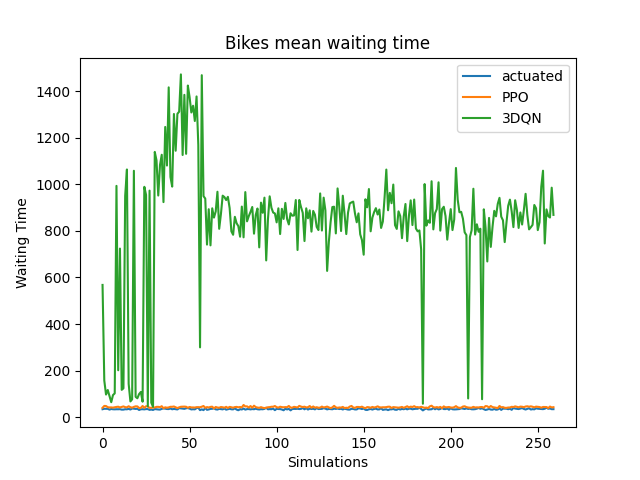 Bikes mean waiting time
actuated
PPO
3DQN
Waiting Time
1400
1200
1000
800
600
400
200
0
0 50 100 150 200 250
Simulations